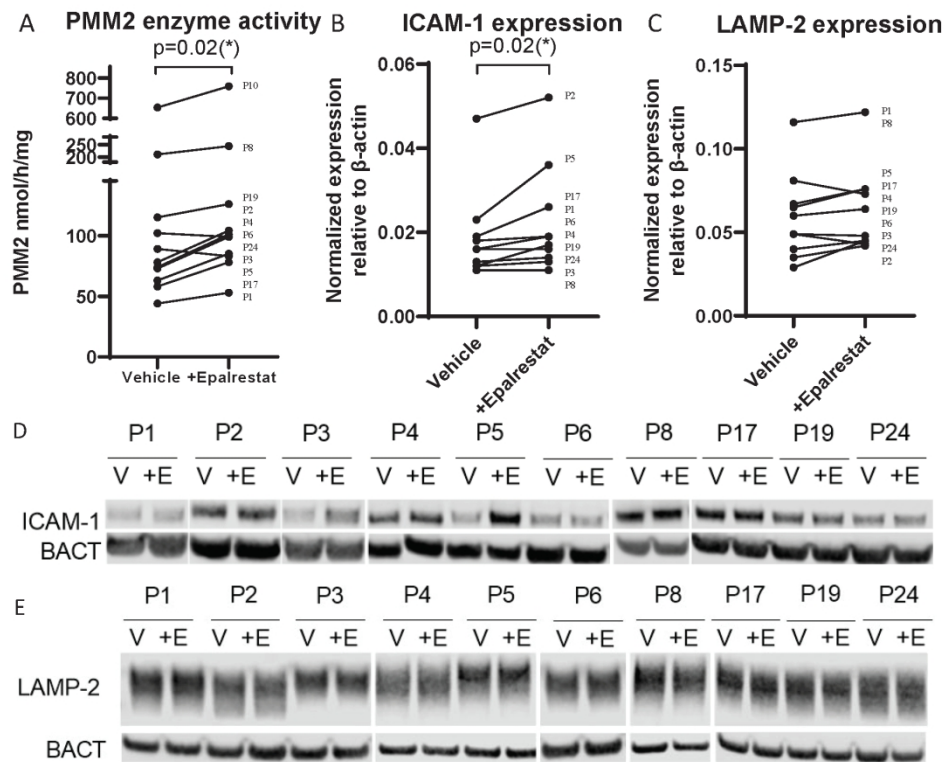 A PMM2 enzyme activity
p=0.02(*)
PMM2 nmol/h/mg
800
700
600
250
200
100
50
0
P10
P8
P19
P2
P4
P6
P24
P3
P5
P17
P1
Vehicle +Epalrestat
B ICAM-1 expression
p=0.02(*)
Normalized expression
relative to β-actin
0.06
0.04
0.02
0.00
P2
P5
P17
P1
P6
P4
P19
P24
P3
P8
Vehicle
+Epalrestat
C LAMP-2 expression
Normalized expression
relative to β-actin
0.15
0.10
0.05
0.00
P1
P8
P5
P17
P4
P19
P6
P3
P24
P2
Vehicle
+Epalrestat
D P1 P2 P3 P4 P5 P6 P8 P17 P19 P24
V +E V +E V +E V +E V +E V +E V +E V +E V +E V +E
ICAM-1
BACT
E P1 P2 P3 P4 P5 P6 P8 P17 P19 P24
V +E V +E V +E V +E V +E V +E V +E V +E V +E V +E
LAMP-2
BACT